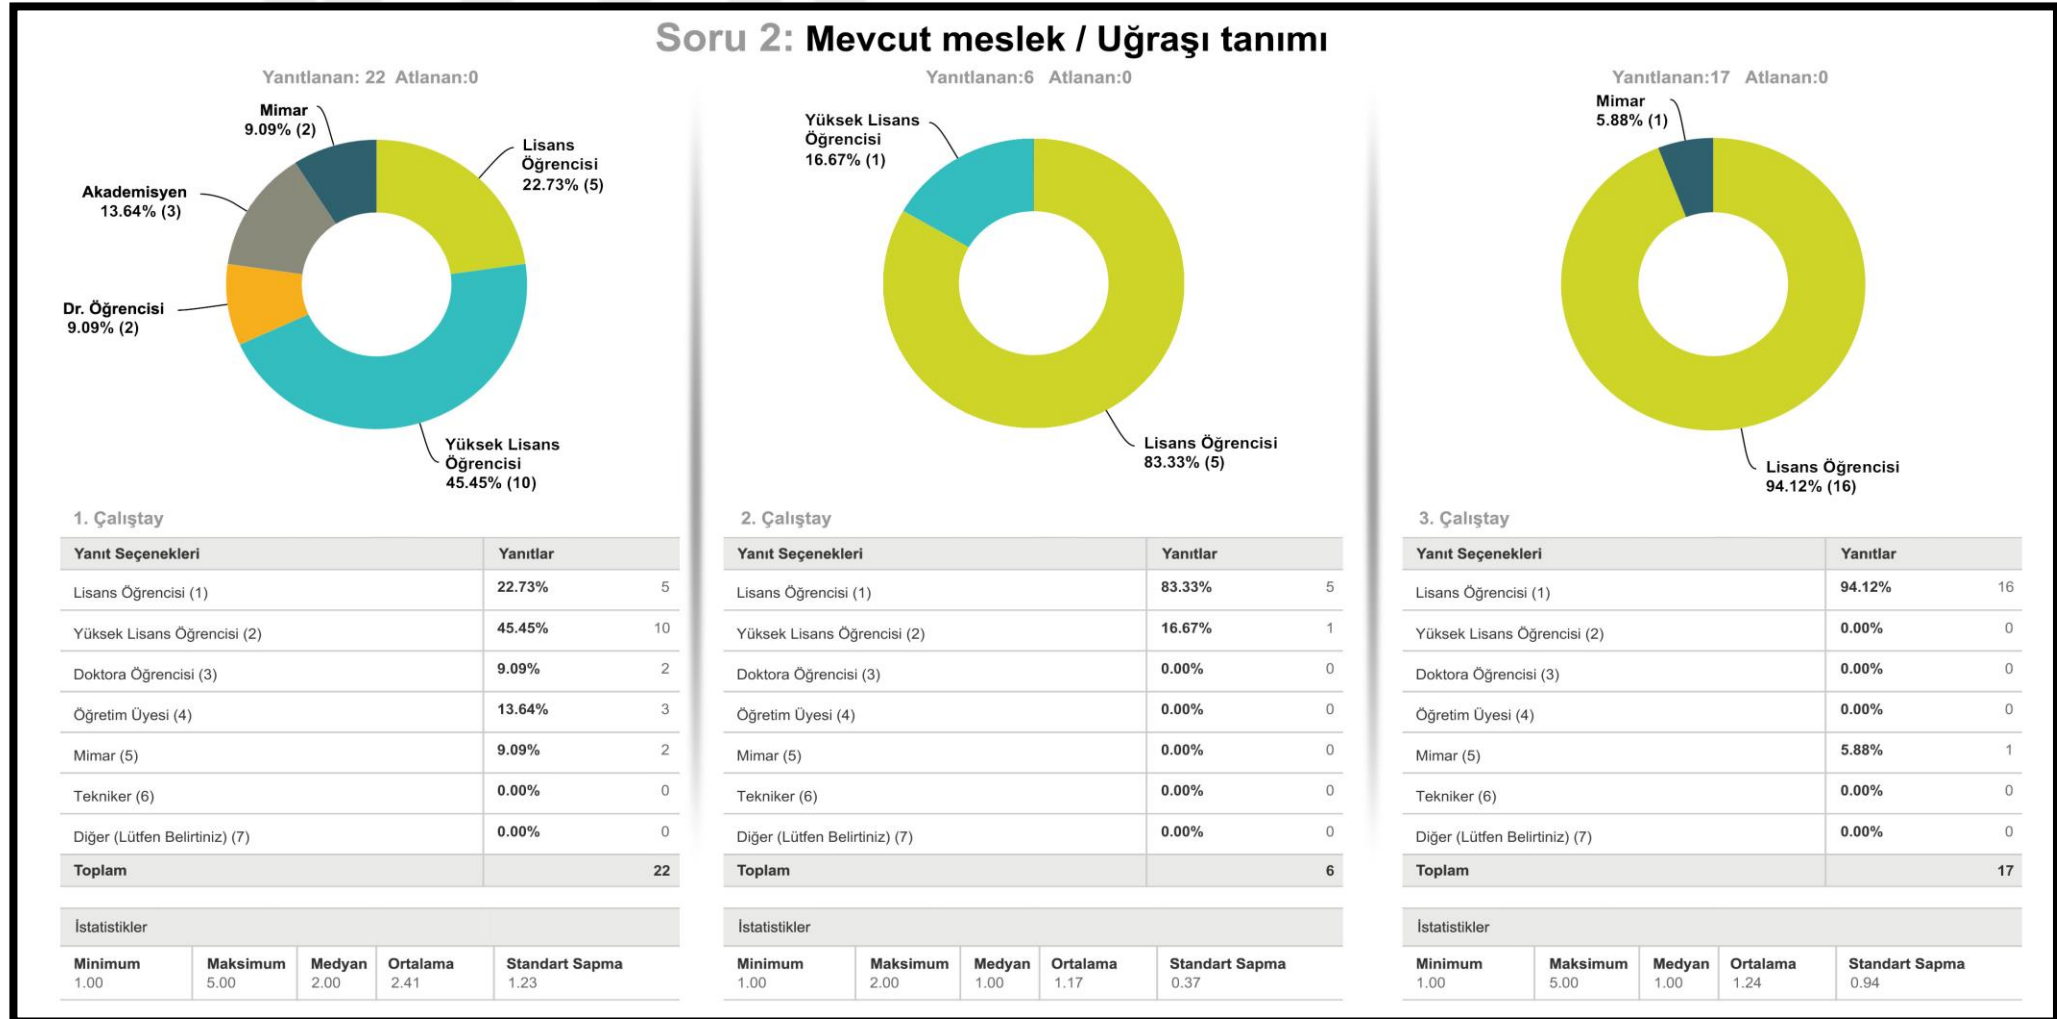 Soru 2: Mevcut meslek / Uğraşı tanımı
Yanıtlanan: 22 Atlanan:0
Mimar
9.09% (2)
Lisans
Öğrencisi
22.73% (5)
Akademisyen
13.64% (3)
Dr. Öğrencisi
9.09% (2)
Yüksek Lisans
Öğrencisi
45.45% (10)
1. Çalıştay
Yanıt Seçenekleri Yanıtlar
Lisans Öğrencisi (1) 22.73% 5
Yüksek Lisans Öğrencisi (2) 45.45% 10
Doktora Öğrencisi (3) 9.09% 2
Öğretim Üyesi (4) 13.64% 3
Mimar (5) 9.09% 2
Tekniker (6) 0.00% 0
Diğer (Lütfen Belirtiniz) (7) 0.00% 0
Toplam 22
İstatistikler
Minimum Maksimum Medyan Ortalama Standart Sapma
1.00 5.00 2.00 2.41 1.23
Yanıtlanan:6 Atlanan:0
Yüksek Lisans
Öğrencisi
16.67% (1)
Lisans Öğrencisi
83.33% (5)
2. Çalıştay
Yanıt Seçenekleri Yanıtlar
Lisans Öğrencisi (1) 83.33% 5
Yüksek Lisans Öğrencisi (2) 16.67% 1
Doktora Öğrencisi (3) 0.00% 0
Öğretim Üyesi (4) 0.00% 0
Mimar (5) 0.00% 0
Tekniker (6) 0.00% 0
Diğer (Lütfen Belirtiniz) (7) 0.00% 0
Toplam 6
İstatistikler
Minimum Maksimum Medyan Ortalama Standart Sapma
1.00 2.00 1.00 1.17 0.37
Yanıtlanan:17 Atlanan:0
Mimar
5.88% (1)
Lisans Öğrencisi
94.12% (16)
3. Çalıştay
Yanıt Seçenekleri Yanıtlar
Lisans Öğrencisi (1) 94.12% 16
Yüksek Lisans Öğrencisi (2) 0.00% 0
Doktora Öğrencisi (3) 0.00% 0
Öğretim Üyesi (4) 0.00% 0
Mimar (5) 5.88% 1
Tekniker (6) 0.00% 0
Diğer (Lütfen Belirtiniz) (7) 0.00% 0
Toplam 17
İstatistikler
Minimum Maksimum Medyan Ortalama Standart Sapma
1.00 5.00 1.00 1.24 0.94